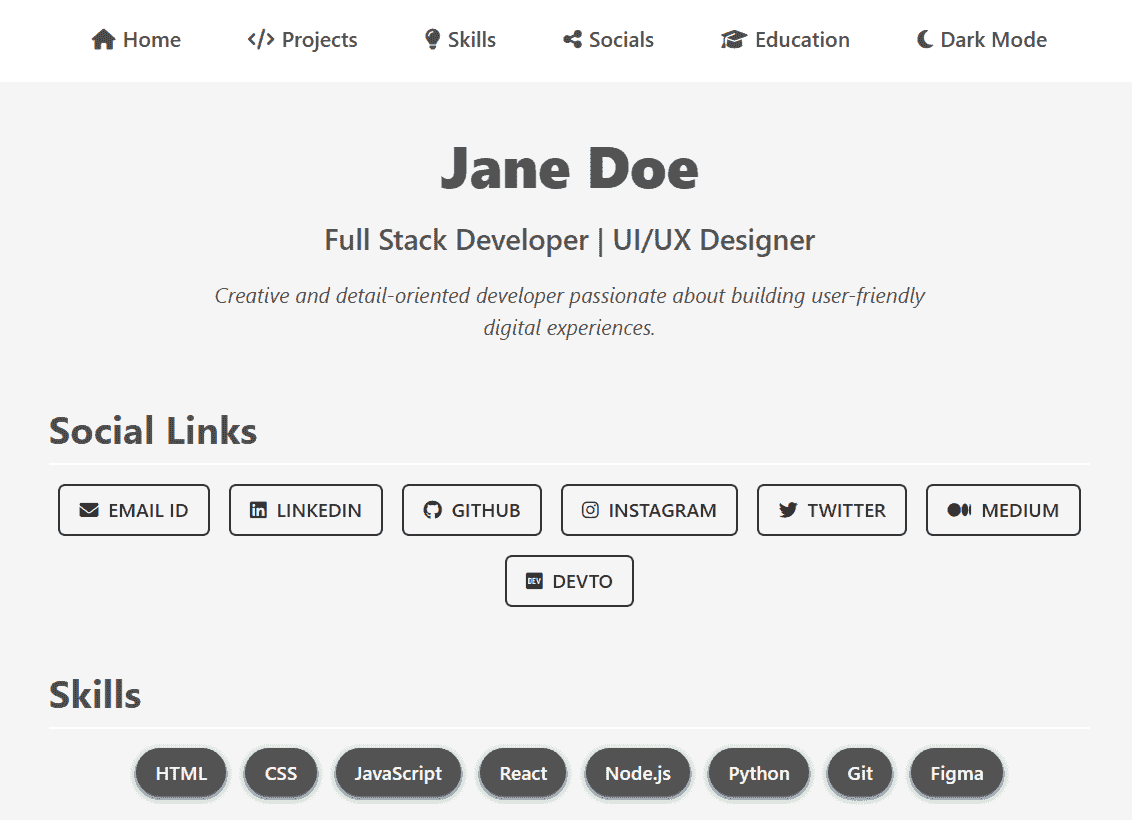 Home Projects Skills Socials Education Dark Mode
Jane Doe
Full Stack Developer | UI/UX Designer
Creative and detail-oriented developer passionate about building user-friendly
digital experiences.
Social Links
EMAIL ID LINKEDIN GITHUB INSTAGRAM TWITTER MEDIUM
DEV DEVTO
Skills
HTML CSS JavaScript React Node.js Python Git Figma